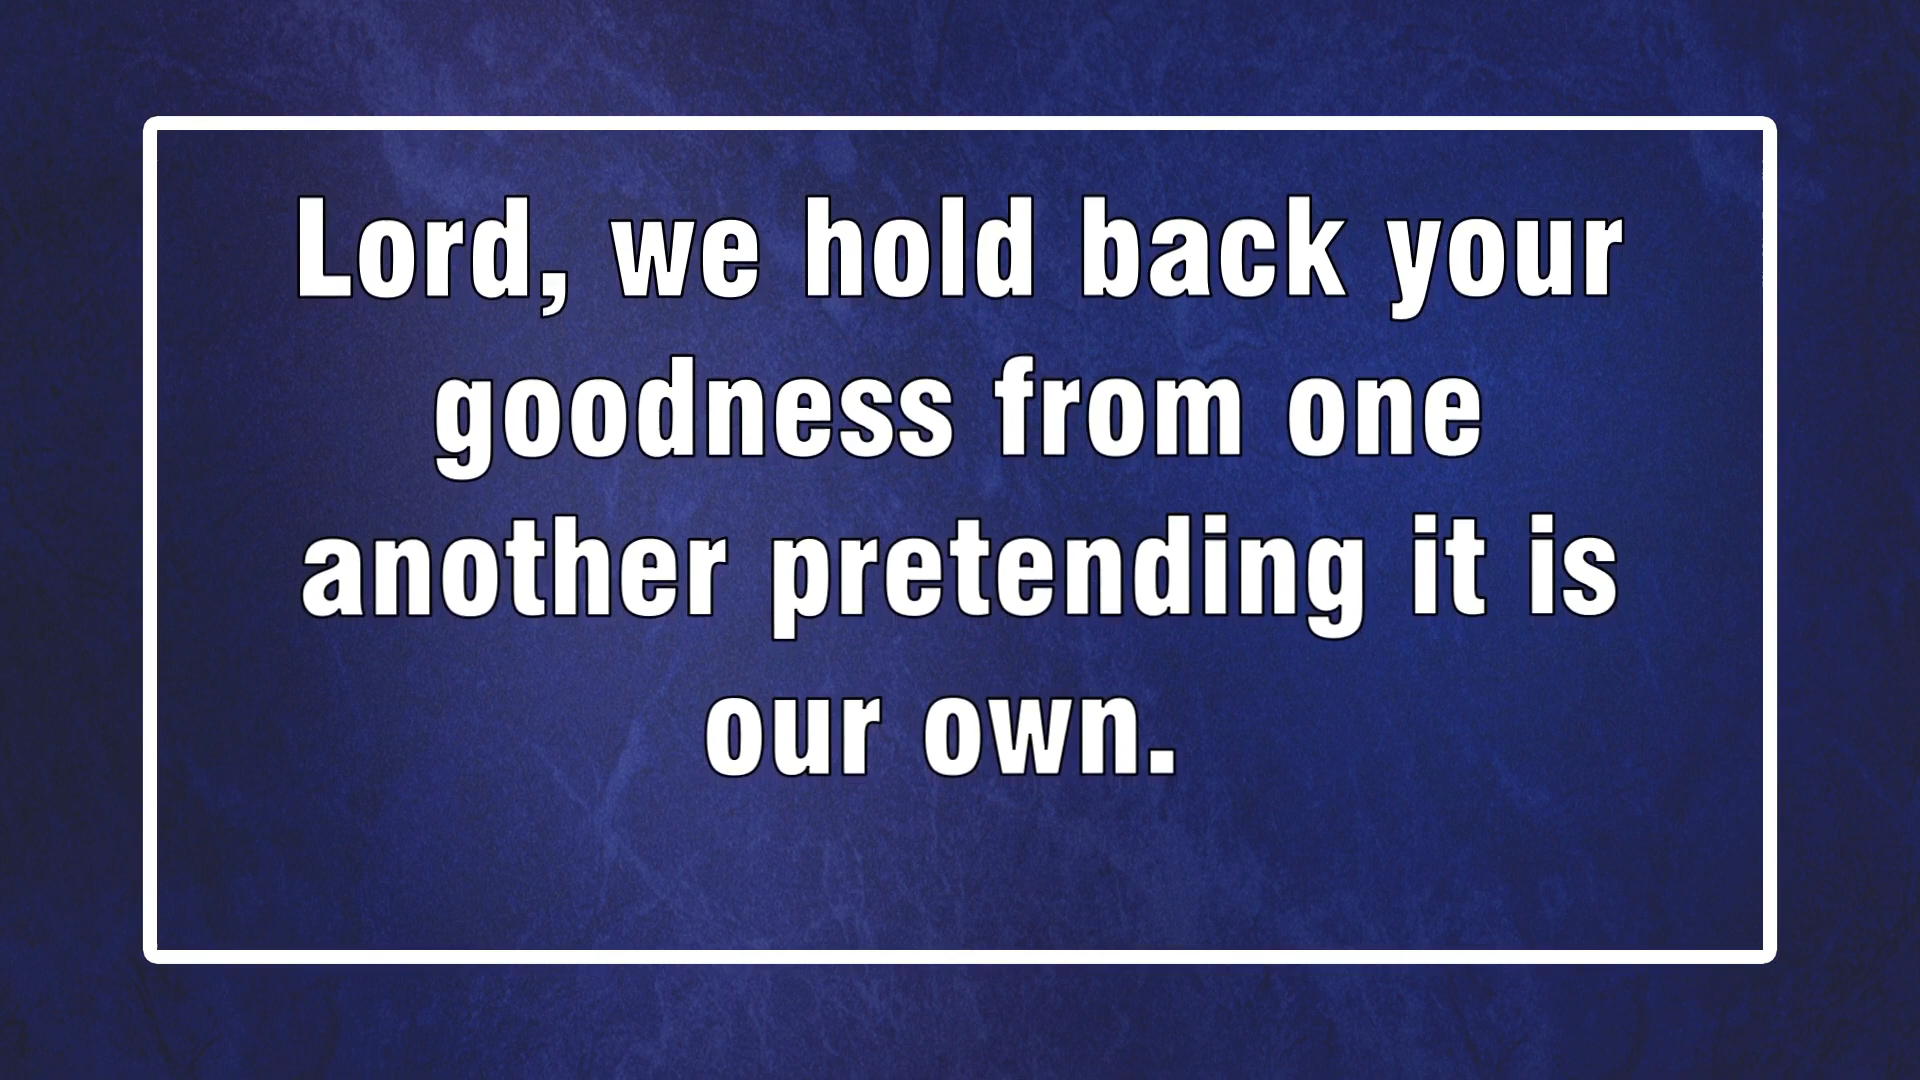 Lord, we hold back your
goodness from one
another pretending it is
our own.